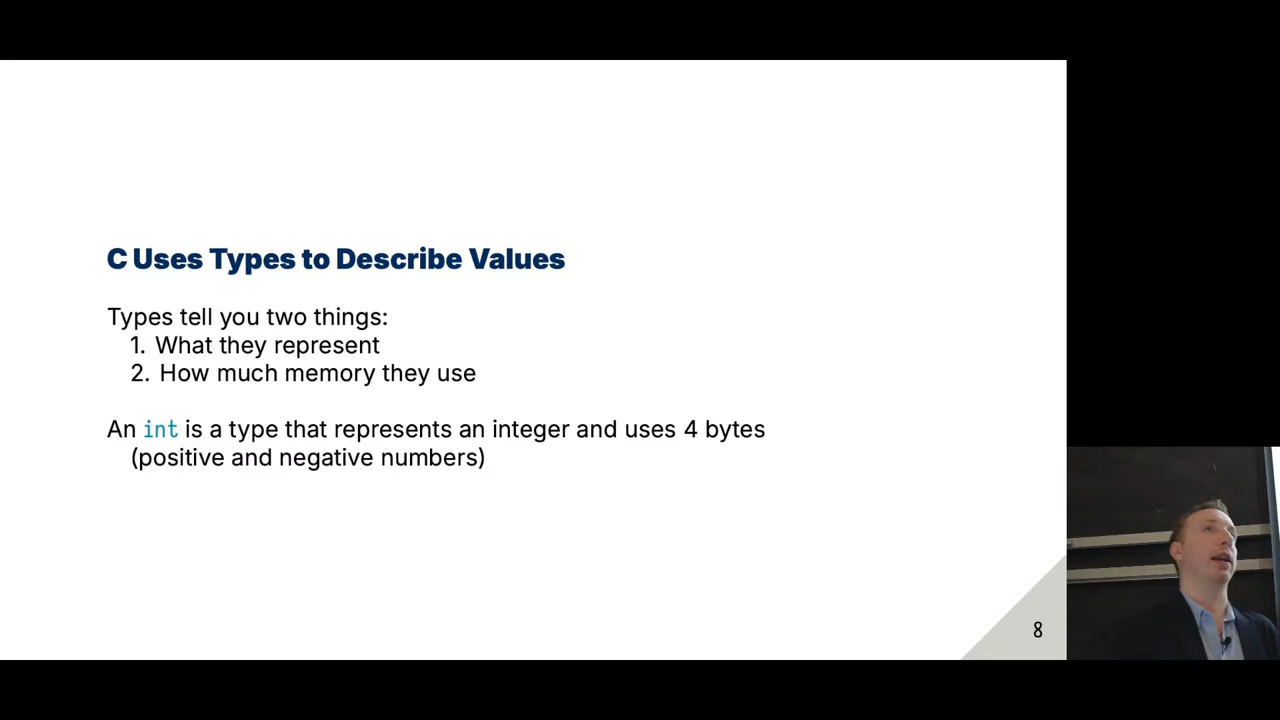 C Uses Types to Describe Values
Types tell you two things:
1. What they represent
2. How much memory they use
An int is a type that represents an integer and uses 4 bytes
(positive and negative numbers)
8